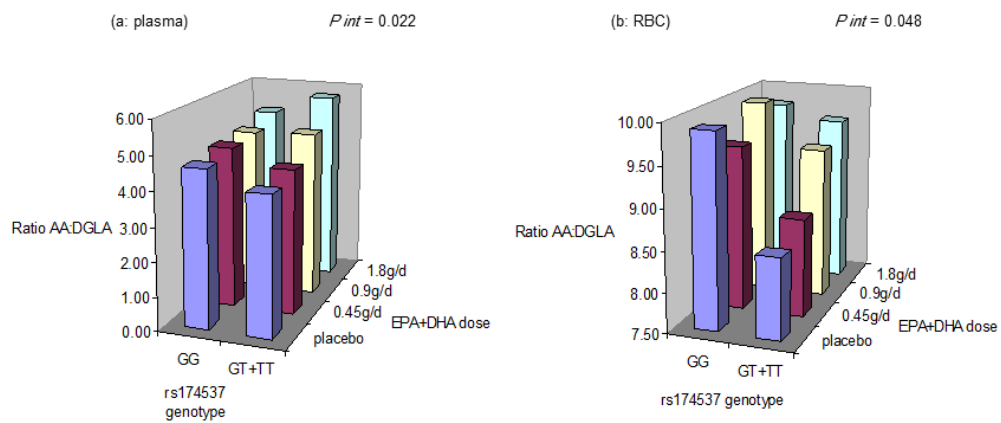 (a: plasma)
P int = 0.022
6.00
5.00
4.00
3.00
2.00
1.00
0.00
Ratio AA:DGLA
GG
GT+TT
rs174537
genotype
placebo
0.45g/d
0.9g/d
1.8g/d
EPA+DHA dose
(b: RBC)
P int = 0.048
10.00
9.50
9.00
8.50
8.00
7.50
Ratio AA:DGLA
GG
GT+TT
rs174537 genotype
placebo
0.45g/d
0.9g/d
1.8g/d
EPA+DHA dose